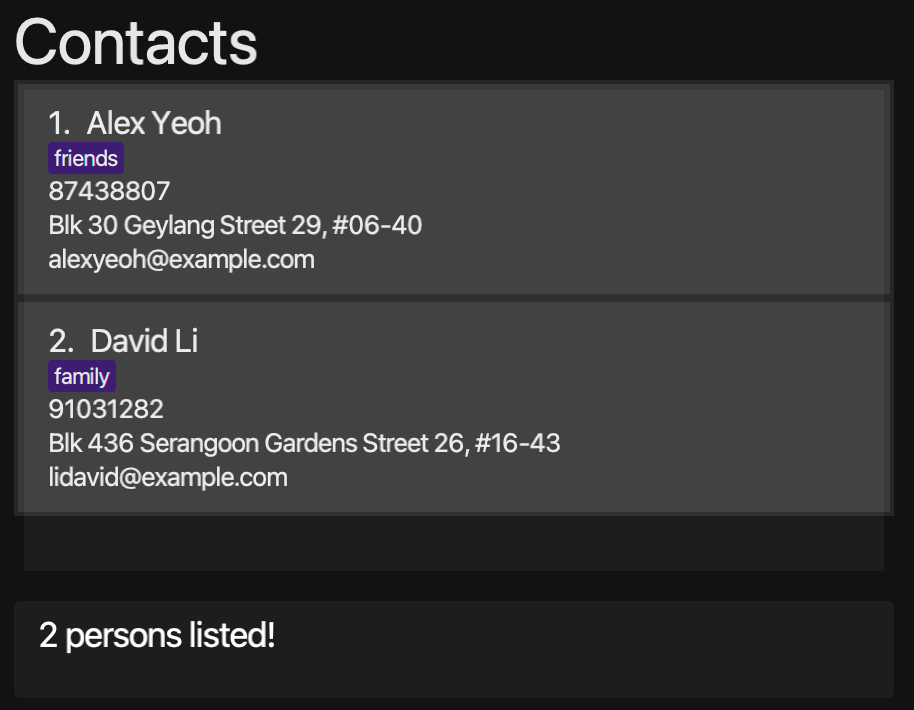 Contacts
1. Alex Yeoh
friends
87438807
Blk 30 Geylang Street 29, #06-40
alexyeoh@example.com
2. David Li
family
91031282
Blk 436 Serangoon Gardens Street 26, #16-43
lidavid@example.com
2 persons listed!